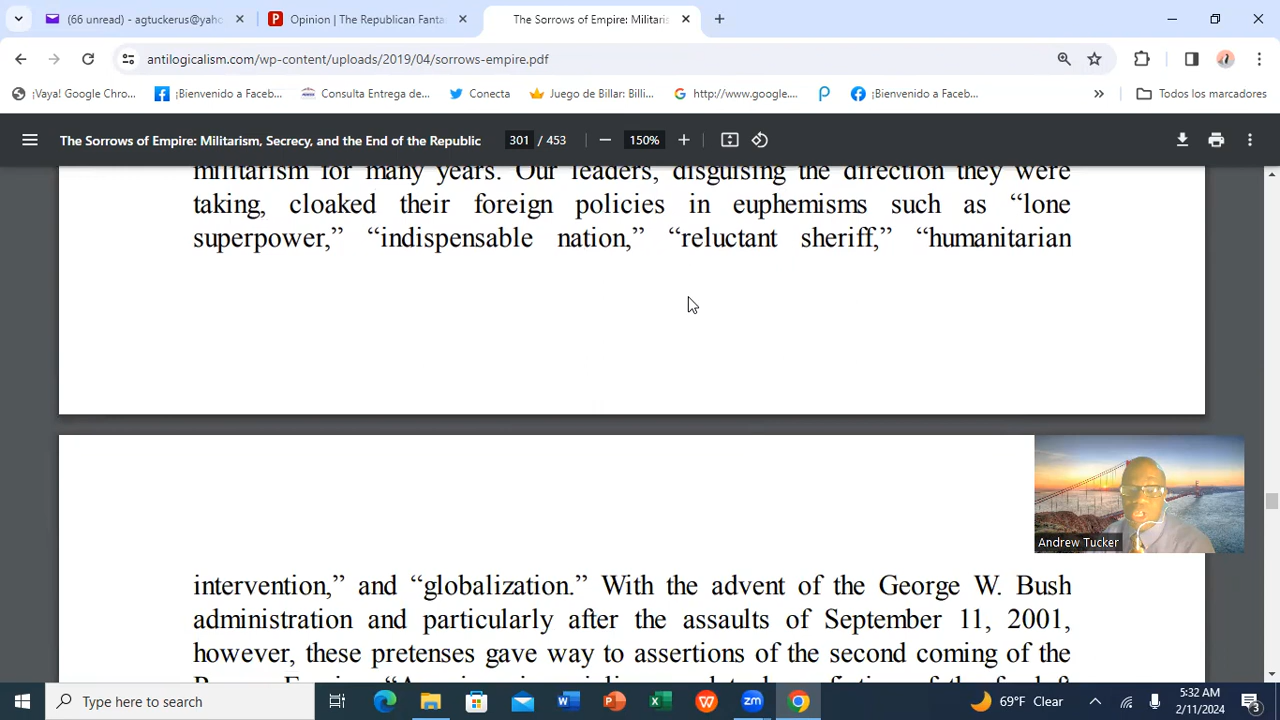 (66 unread) - agtuckerus@yaho
Opinion | The Republican Fanta
The Sorrows of Empire: Militaris
antilogicalism.com/wp-content/uploads/2019/04/sorrows-empire.pdf
¡Vaya! Google Chro...
¡Bienvenido a Faceb...
Consulta Entrega de...
Conecta
Juego de Billar: Billi...
http://www.google....
¡Bienvenido a Faceb...
»
Todos los marcadores
The Sorrows of Empire: Militarism, Secrecy, and the End of the Republic
301 / 453
150%
militarism for many years. Our leaders, disguising the direction they were
taking, cloaked their foreign policies in euphemisms such as “lone
superpower,” “indispensable nation,” “reluctant sheriff,” “humanitarian
Andrew Tucker
intervention,” and “globalization.” With the advent of the George W. Bush
administration and particularly after the assaults of September 11, 2001,
however, these pretenses gave way to assertions of the second coming of the
Type here to search
69°F Clear
5:32 AM
2/11/2024
3